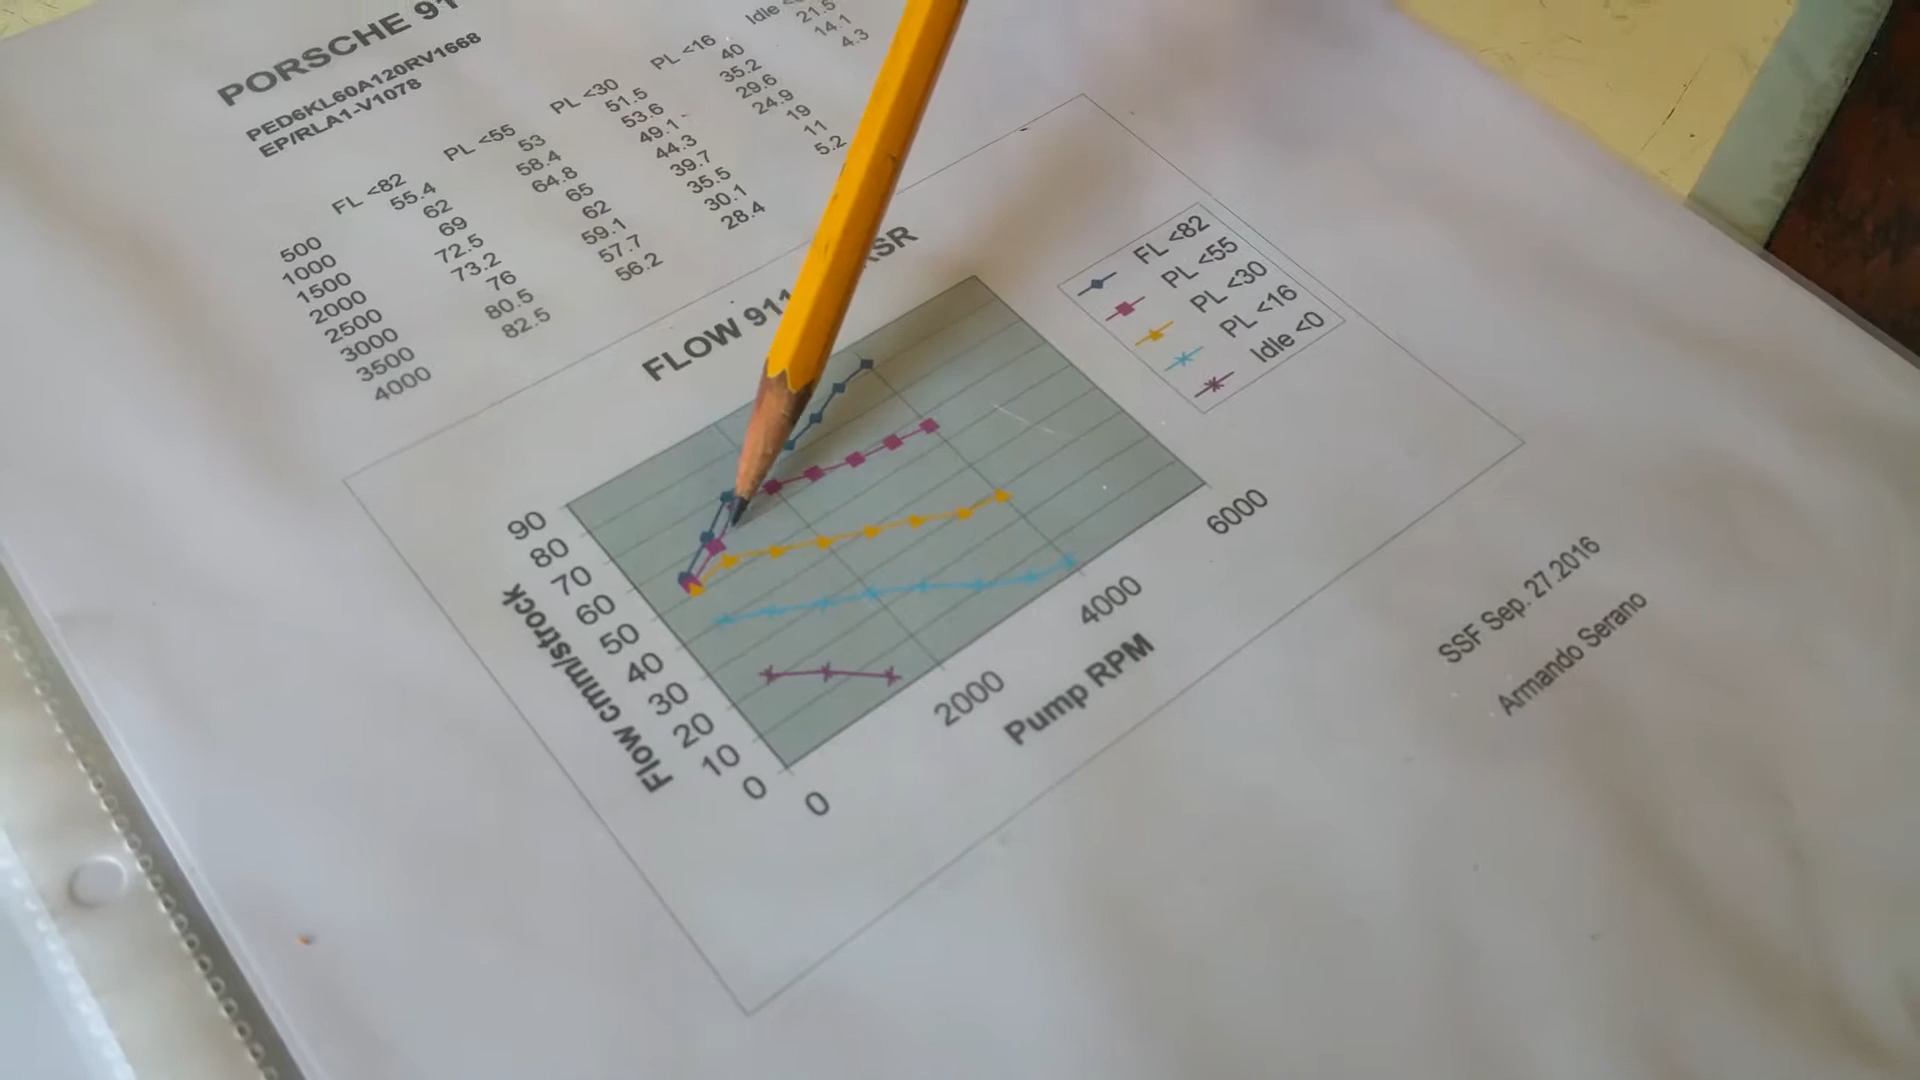 PORSCHE 91
PED6KL60A120RV1668
EP/RLA1-V1078
FL <82 PL <55 PL <30 PL <16 Idle
500 55.4 53 51.5 40 21.5
1000 62 58.4 53.6 35.2 14.1
1500 69 64.8 49.1 29.6 4.3
2000 72.5 65 44.3 24.9
2500 73.2 62 39.7 19
3000 76 59.1 35.5 11
3500 80.5 57.7 30.1 5.2
4000 82.5 56.2 28.4
FLOW 911 RSR
FL <82
PL <55
PL <30
PL <16
Idle <0
90
80
70
60
50
40
30
20
10
0
Flow cmm/strock
0
2000
4000
6000
Pump RPM
SSF Sep. 27.2016
Armando Serano